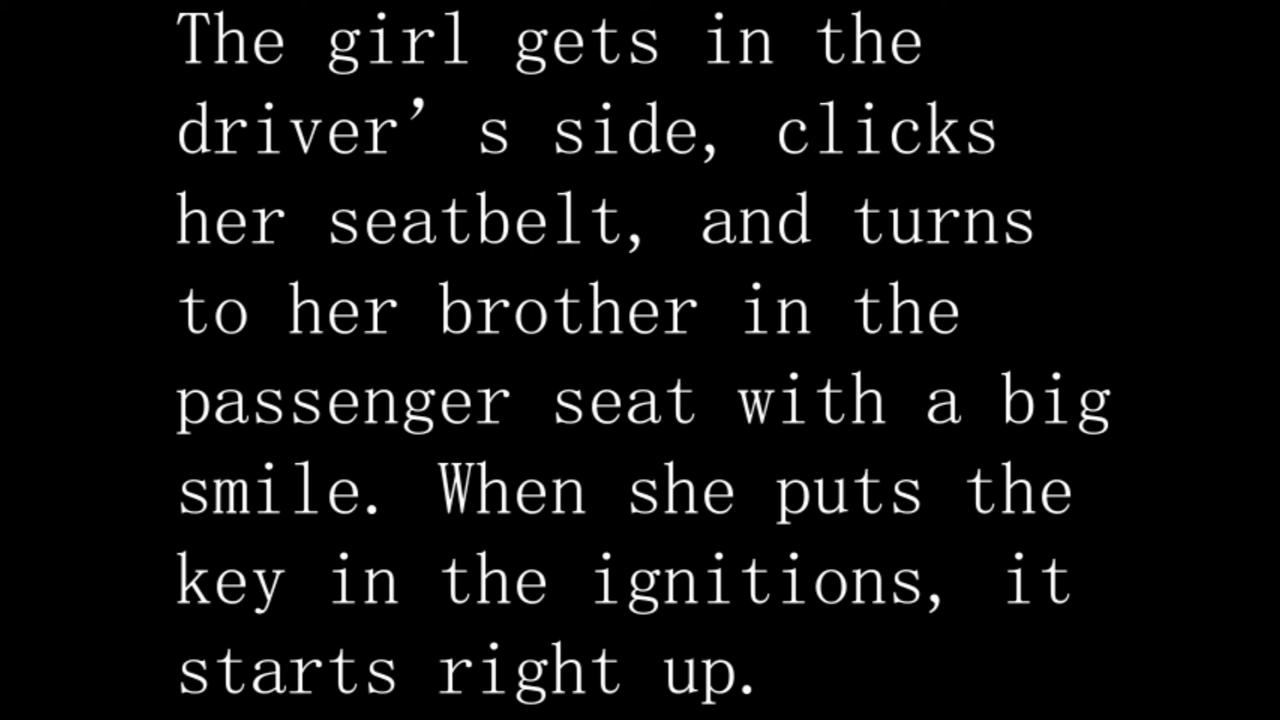 The girl gets in the
driver’s side, clicks
her seatbelt, and turns
to her brother in the
passenger seat with a big
smile. When she puts the
key in the ignitions, it
starts right up.